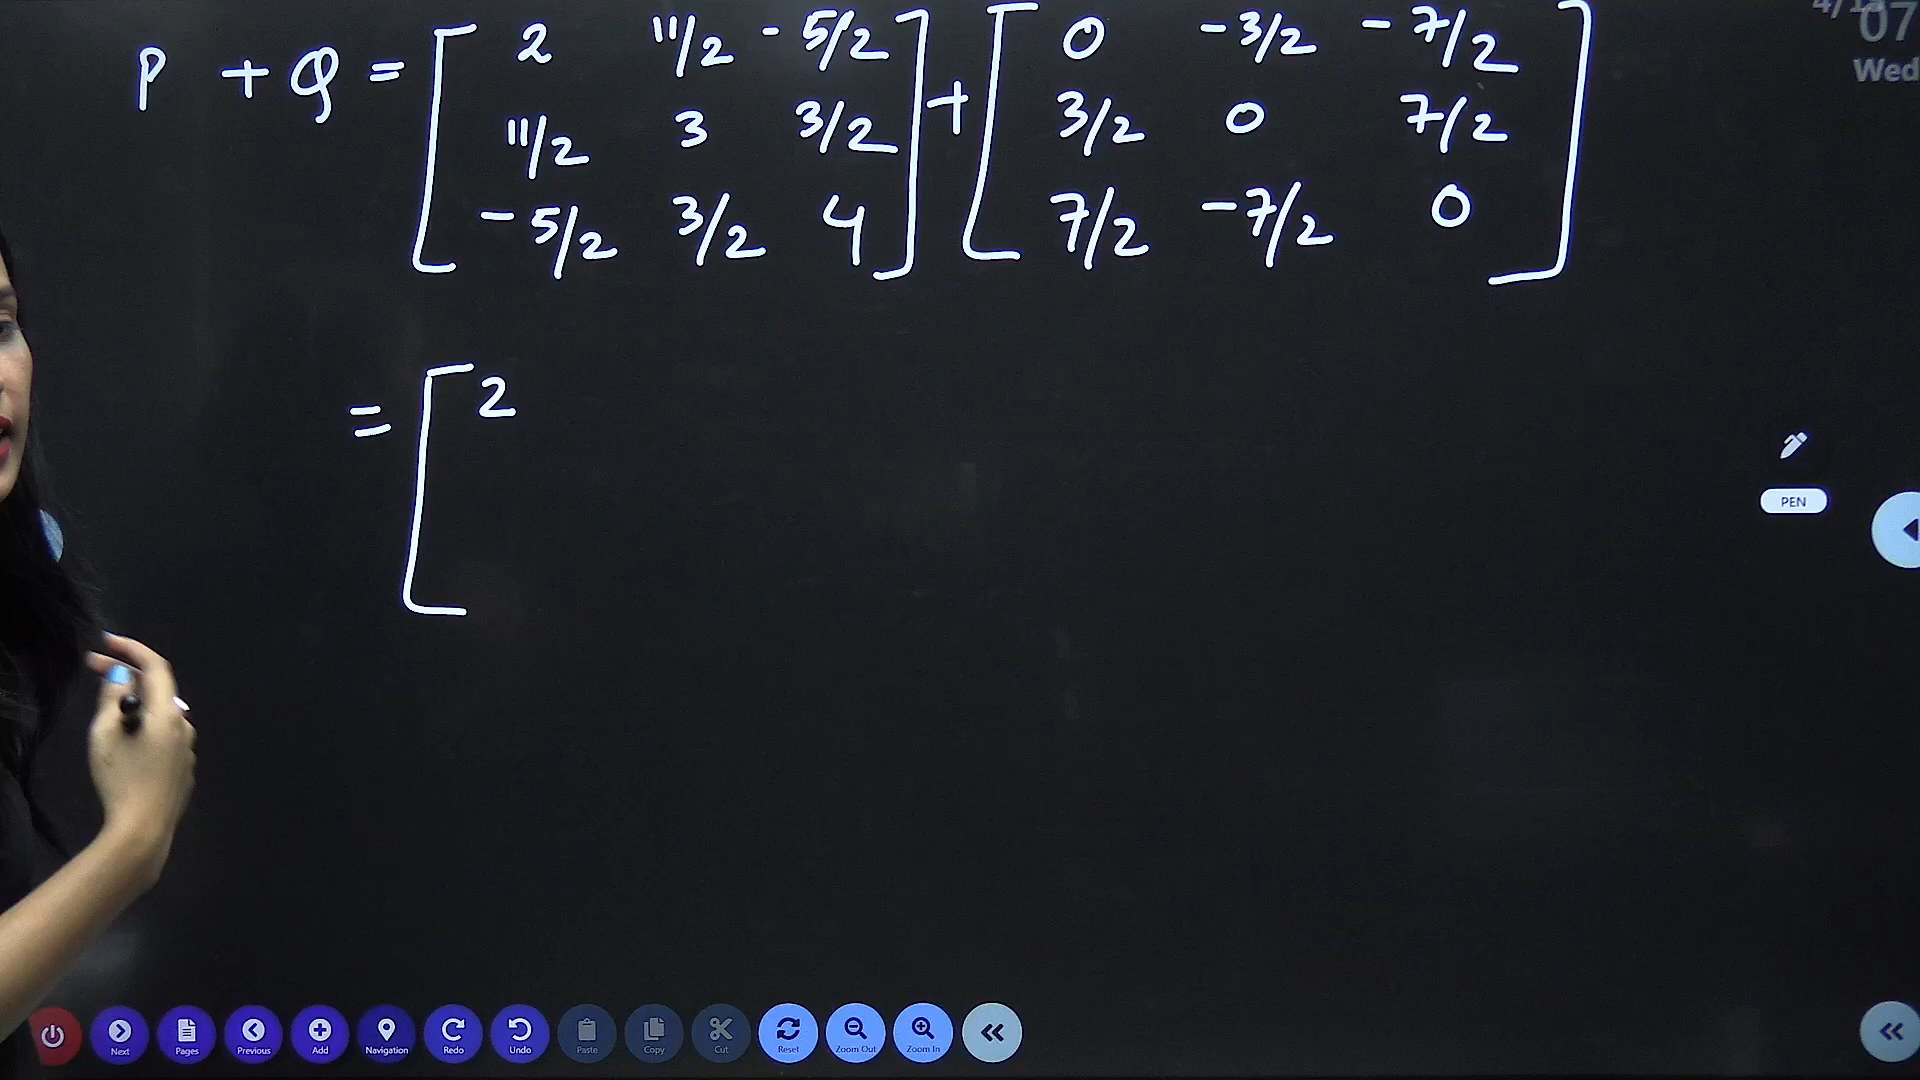 P + Q = [ 2 11/2 - 5/2 ] + [ 0 - 3/2 - 7/2 ]
11/2 3 3/2 3/2 0 7/2
- 5/2 3/2 4 7/2 - 7/2 0
= [ 2
07
Wed
PEN
Next Pages Previous Add Navigation Redo Undo Paste Copy Cut Reset Zoom Out Zoom In